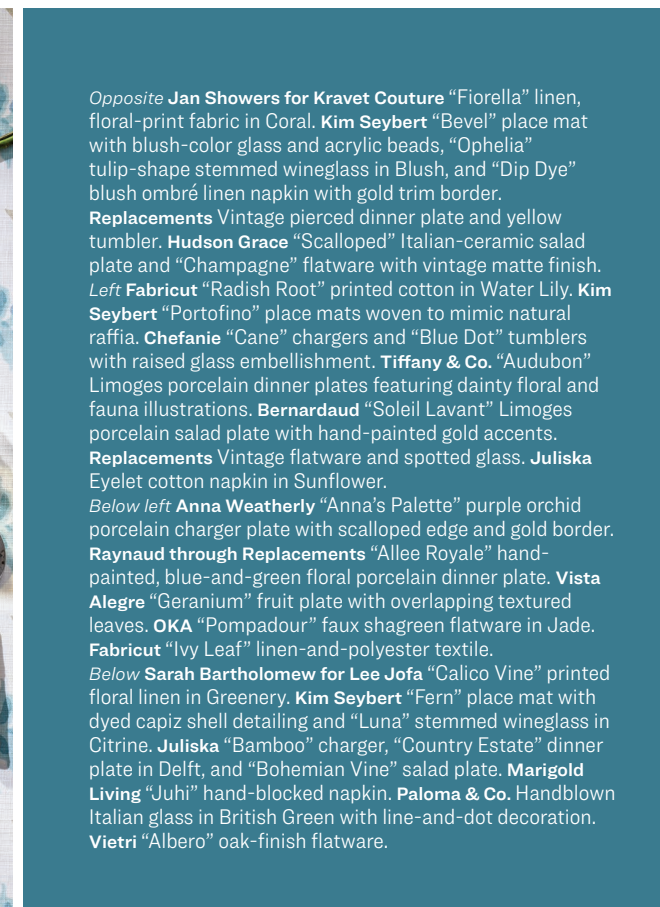 Opposite Jan Showers for Kravet Couture “Fiorella” linen,
floral-print fabric in Coral. Kim Seybert “Bevel” place mat
with blush-color glass and acrylic beads, “Ophelia”
tulip-shape stemmed wineglass in Blush, and “Dip Dye”
blush ombré linen napkin with gold trim border.
Replacements Vintage pierced dinner plate and yellow
tumbler. Hudson Grace “Scalloped” Italian-ceramic salad
plate and “Champagne” flatware with vintage matte finish.
Left Fabricut “Radish Root” printed cotton in Water Lily. Kim
Seybert “Portofino” place mats woven to mimic natural
raffia. Chefanie “Cane” chargers and “Blue Dot” tumblers
with raised glass embellishment. Tiffany & Co. “Audubon”
Limoges porcelain dinner plates featuring dainty floral and
fauna illustrations. Bernardaud “Soleil Lavant” Limoges
porcelain salad plate with hand-painted gold accents.
Replacements Vintage flatware and spotted glass. Juliska
Eyelet cotton napkin in Sunflower.
Below left Anna Weatherly “Anna’s Palette” purple orchid
porcelain charger plate with scalloped edge and gold border.
Raynaud through Replacements “Allee Royale” hand-
painted, blue-and-green floral porcelain dinner plate. Vista
Alegre “Geranium” fruit plate with overlapping textured
leaves. OKA “Pompadour” faux shagreen flatware in Jade.
Fabricut “Ivy Leaf” linen-and-polyester textile.
Below Sarah Bartholomew for Lee Jofa “Calico Vine” printed
floral linen in Greenery. Kim Seybert “Fern” place mat with
dyed capiz shell detailing and “Luna” stemmed wineglass in
Citrine. Juliska “Bamboo” charger, “Country Estate” dinner
plate in Delft, and “Bohemian Vine” salad plate. Marigold
Living “Juhi” hand-blocked napkin. Paloma & Co. Handblown
Italian glass in British Green with line-and-dot decoration.
Vietri “Albero” oak-finish flatware.